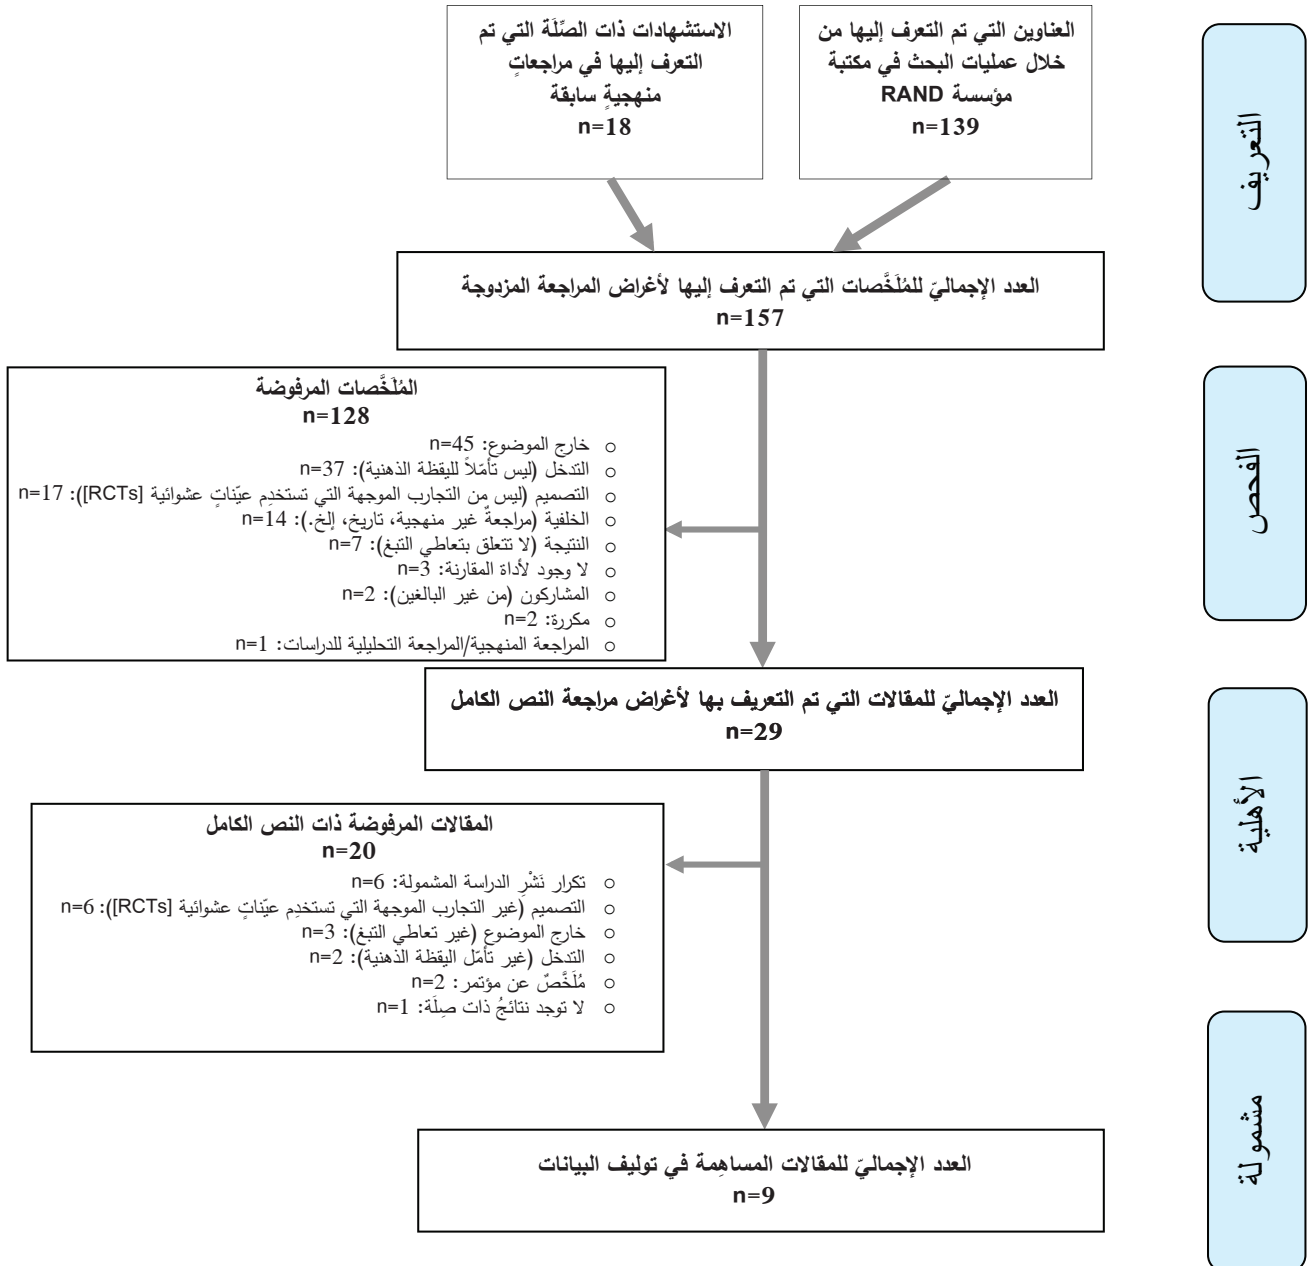 العناوين التي تم التعرف إليها من
خلال عمليات البحث في مكتبة
مؤسسة RAND
n=139
الاستشهادات ذات الصِّلَة التي تم
التعرف إليها في مراجعاتٍ
منهجيةٍ سابقة
n=18
التعريف
العدد الإجماليّ للمُلَخَّصات التي تم التعرف إليها لأغراض المراجعة المزدوجة
n=157
الفحص
المُلَخَّصات المرفوضة
n=128
○ خارج الموضوع: n=45
○ التدخل (ليس تأمّلاً لليقظة الذهنية): n=37
○ التصميم (ليس من التجارب الموجهة التي تستخدِم عيّناتٍ عشوائية [RCTs]): n=17
○ الخلفية (مراجعةٌ غير منهجية، تاريخ، إلخ.): n=14
○ النتيجة (لا تتعلق بتعاطي التبغ): n=7
○ لا وجود لأداة المقارنة: n=3
○ المشاركون (من غير البالغين): n=2
○ مكررة: n=2
○ المراجعة المنهجية/المراجعة التحليلية للدراسات: n=1
العدد الإجماليّ للمقالات التي تم التعريف بها لأغراض مراجعة النص الكامل
n=29
الأهلية
المقالات المرفوضة ذات النص الكامل
n=20
○ تكرار نَشْرِ الدراسة المشمولة: n=6
○ التصميم (غير التجارب الموجهة التي تستخدِم عيّناتٍ عشوائية [RCTs]): n=6
○ خارج الموضوع (غير تعاطي التبغ): n=3
○ التدخل (غير تأمّل اليقظة الذهنية): n=2
○ مُلَخَّصٌ عن مؤتمر: n=2
○ لا توجد نتائجُ ذات صِلَة: n=1
مشمولة
العدد الإجماليّ للمقالات المساهِمة في توليف البيانات
n=9